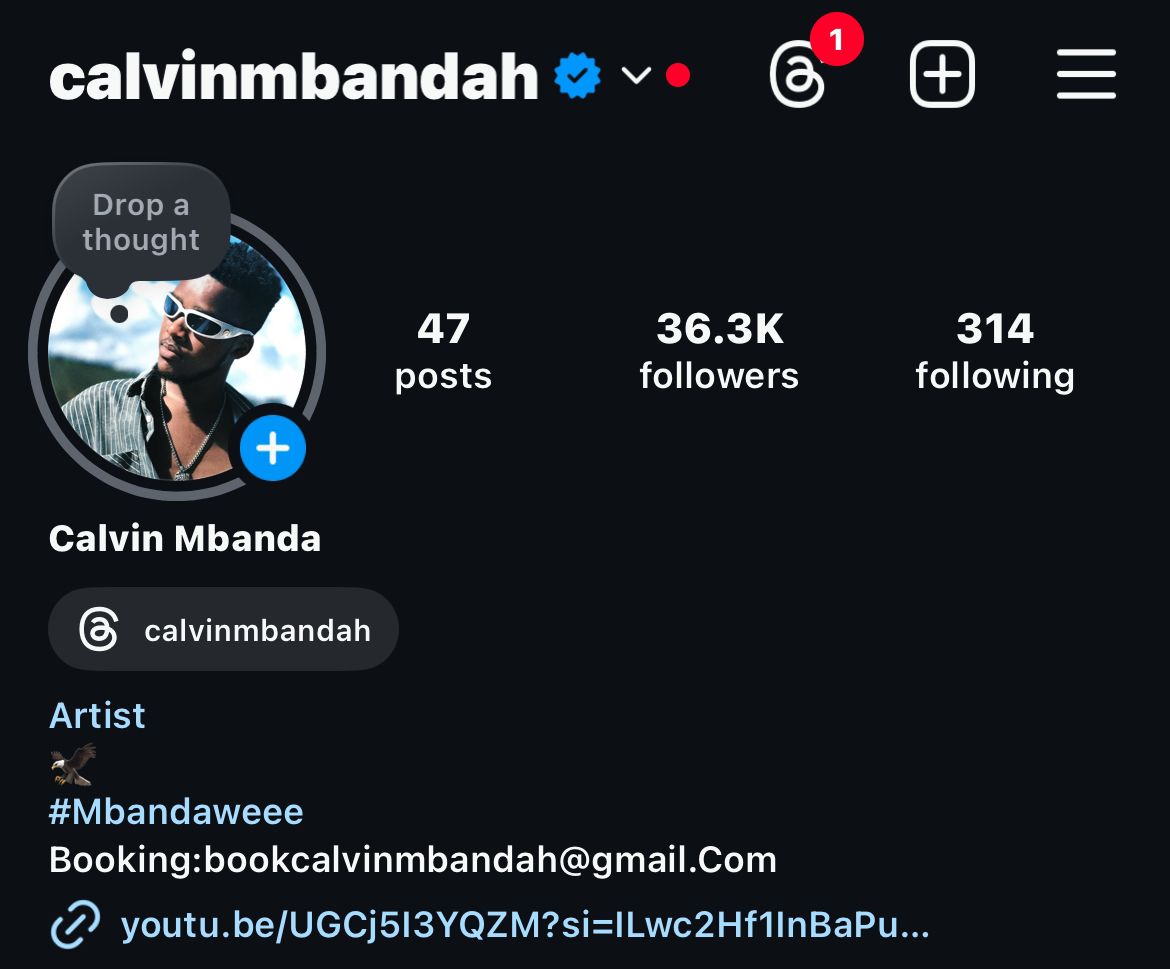 calvinmbandah
1
Drop a
thought
47
posts
36.3K
followers
314
following
Calvin Mbanda
calvinmbandah
Artist
#Mbandaweee
Booking:bookcalvinmbandah@gmail.Com
youtu.be/UGCj5I3YQZM?si=ILwc2Hf1InBaPu...